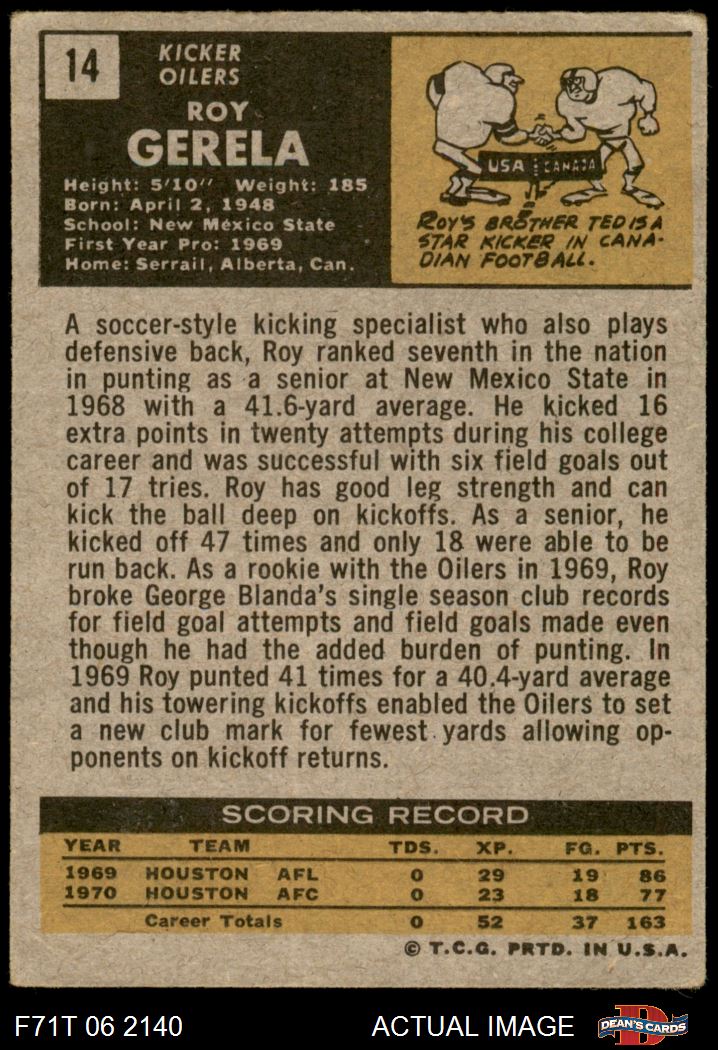 14
KICKER
OILERS
ROY
GERELA
Height: 5'10" Weight: 185
Born: April 2, 1948
School: New Mexico State
First Year Pro: 1969
Home: Serrail, Alberta, Can.
USA CANADA
ROY'S BROTHER TED IS A
STAR KICKER IN CANA-
DIAN FOOTBALL.
A soccer-style kicking specialist who also plays
defensive back, Roy ranked seventh in the nation
in punting as a senior at New Mexico State in
1968 with a 41.6-yard average. He kicked 16
extra points in twenty attempts during his college
career and was successful with six field goals out
of 17 tries. Roy has good leg strength and can
kick the ball deep on kickoffs. As a senior, he
kicked off 47 times and only 18 were able to be
run back. As a rookie with the Oilers in 1969, Roy
broke George Blanda's single season club records
for field goal attempts and field goals made even
though he had the added burden of punting. In
1969 Roy punted 41 times for a 40.4-yard average
and his towering kickoffs enabled the Oilers to set
a new club mark for fewest yards allowing op-
ponents on kickoff returns.
SCORING RECORD
YEAR TEAM TDS. XP. FG. PTS.
1969 HOUSTON AFL 0 29 19 86
1970 HOUSTON AFC 0 23 18 77
Career Totals 0 52 37 163
© T.C.G. PRTD. IN U.S.A.
F71T 06 2140 ACTUAL IMAGE DEAN'S CARDS